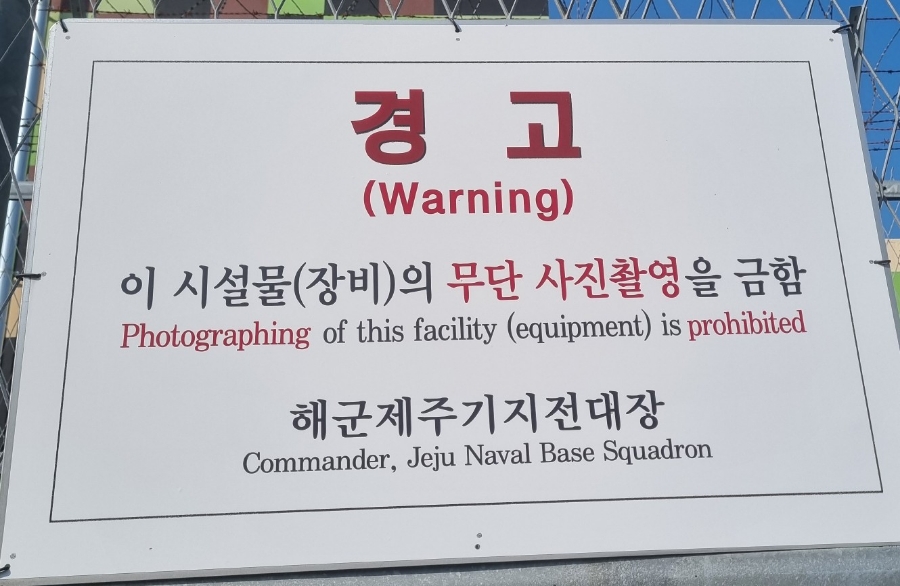 경 고
(Warning)
이 시설물(장비)의 무단 사진촬영을 금함
Photographing of this facility (equipment) is prohibited
해군제주기지전대장
Commander, Jeju Naval Base Squadron